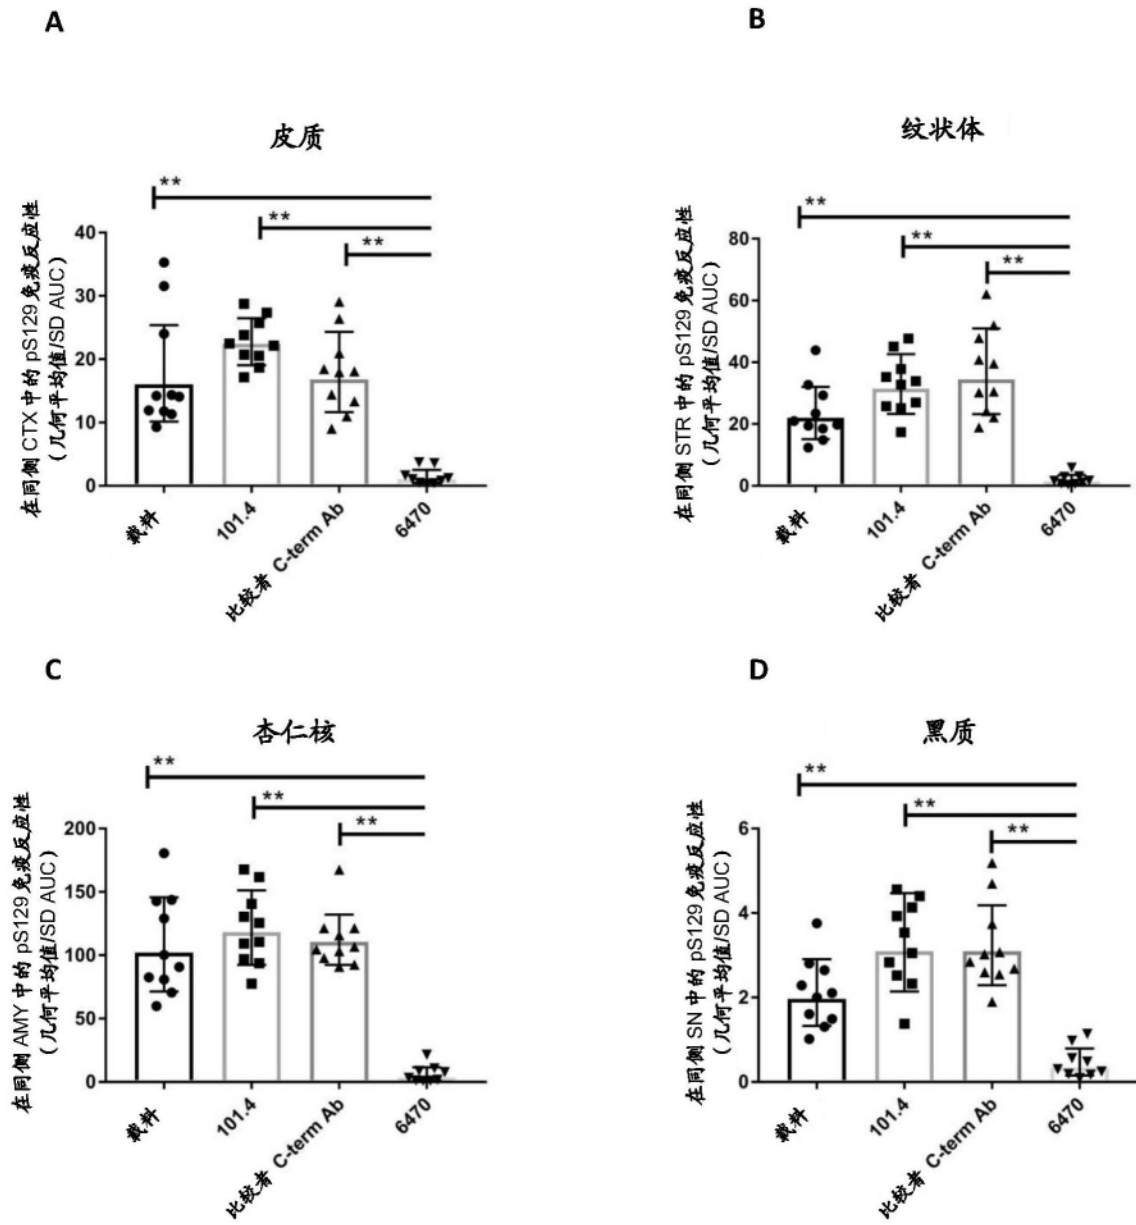 A
皮质
在同侧 CTX 中的 pS129 免疫反应性
(几何平均值/SD AUC)
**
**
**
40
30
20
10
0
载料
101.4
比较者 C-term Ab
6470
B
纹状体
在同侧 STR 中的 pS129 免疫反应性
(几何平均值/SD AUC)
**
**
**
80
60
40
20
0
载料
101.4
比较者 C-term Ab
6470
C
杏仁核
在同侧 AMY 中的 pS129 免疫反应性
(几何平均值/SD AUC)
**
**
**
200
150
100
50
0
载料
101.4
比较者 C-term Ab
6470
D
黑质
在同侧 SN 中的 pS129 免疫反应性
(几何平均值/SD AUC)
**
**
**
6
4
2
0
载料
101.4
比较者 C-term Ab
6470